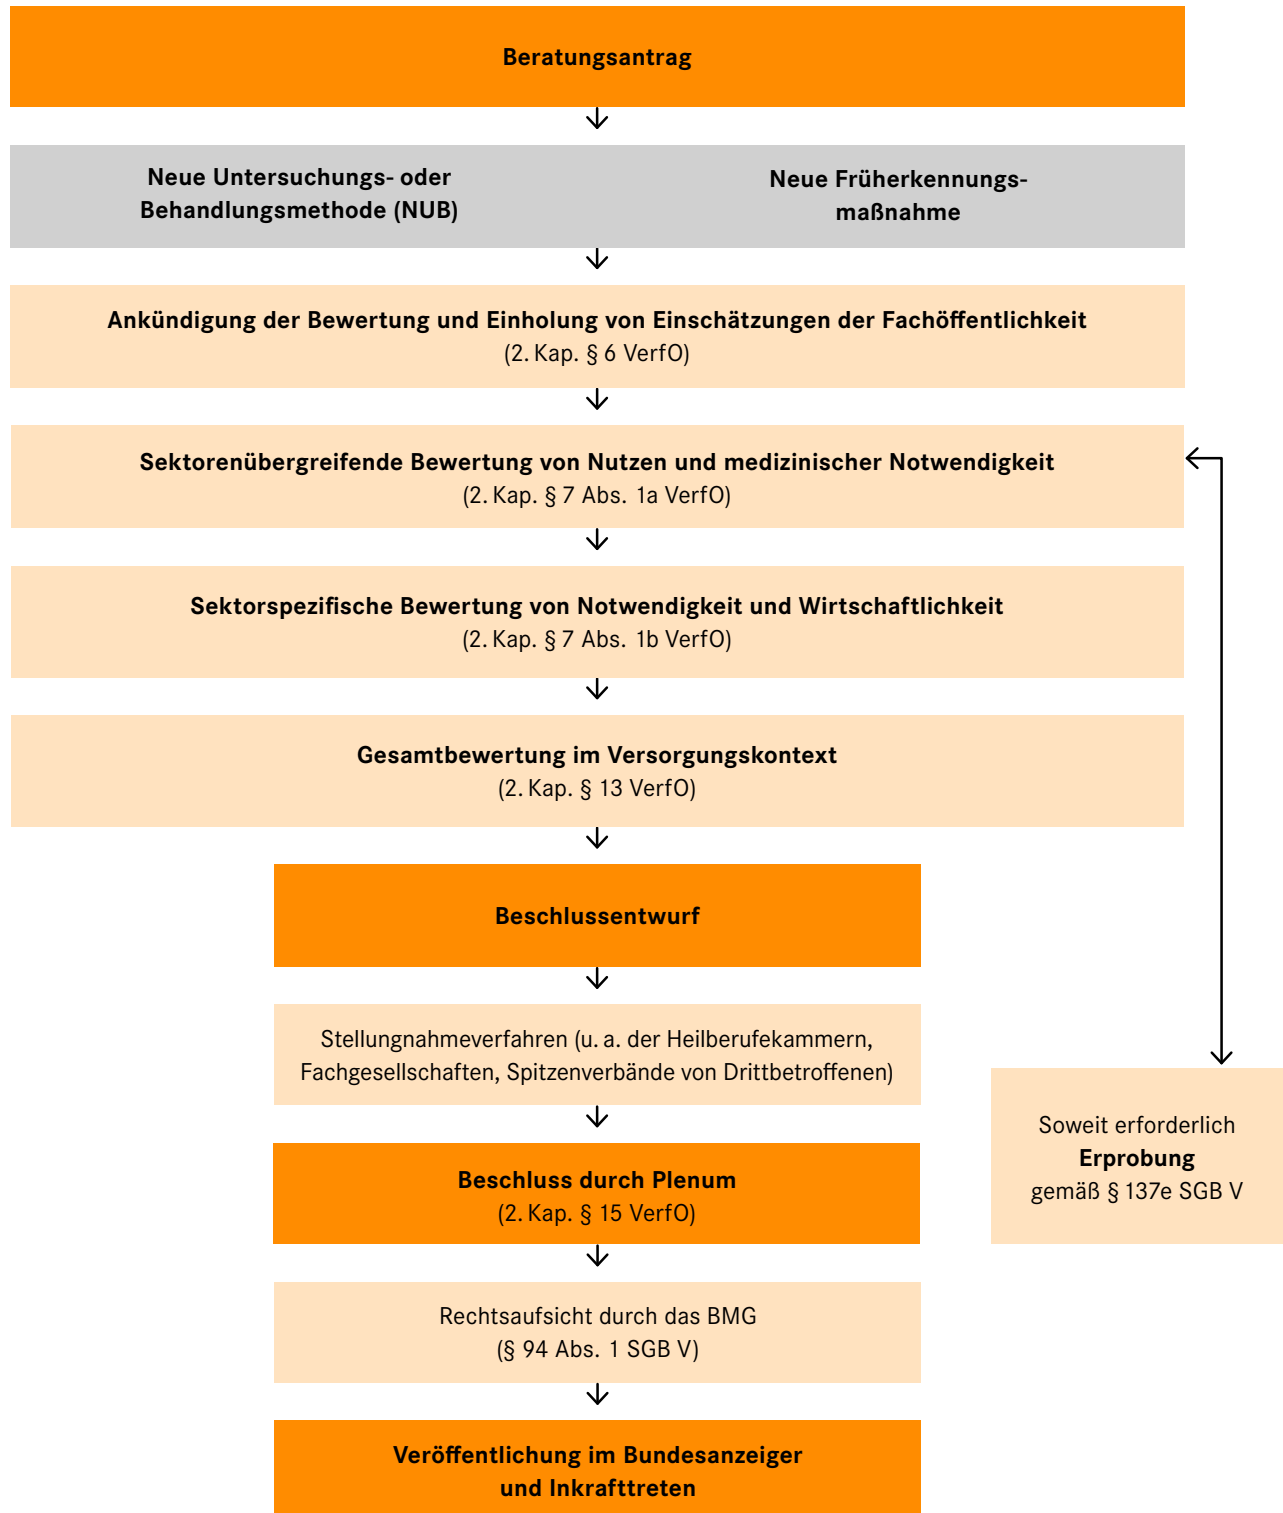 Beratungsantrag
Neue Untersuchungs- oder
Behandlungsmethode (NUB)
Neue Früherkennungs-
maßnahme
Ankündigung der Bewertung und Einholung von Einschätzungen der Fachöffentlichkeit
(2. Kap. § 6 VerfO)
Sektorenübergreifende Bewertung von Nutzen und medizinischer Notwendigkeit
(2. Kap. § 7 Abs. 1a VerfO)
Sektorspezifische Bewertung von Notwendigkeit und Wirtschaftlichkeit
(2. Kap. § 7 Abs. 1b VerfO)
Gesamtbewertung im Versorgungskontext
(2. Kap. § 13 VerfO)
Beschlussentwurf
Stellungnahmeverfahren (u. a. der Heilberufekammern,
Fachgesellschaften, Spitzenverbände von Drittbetroffenen)
Soweit erforderlich
Erprobung
gemäß § 137e SGB V
Beschluss durch Plenum
(2. Kap. § 15 VerfO)
Rechtsaufsicht durch das BMG
(§ 94 Abs. 1 SGB V)
Veröffentlichung im Bundesanzeiger
und Inkrafttreten